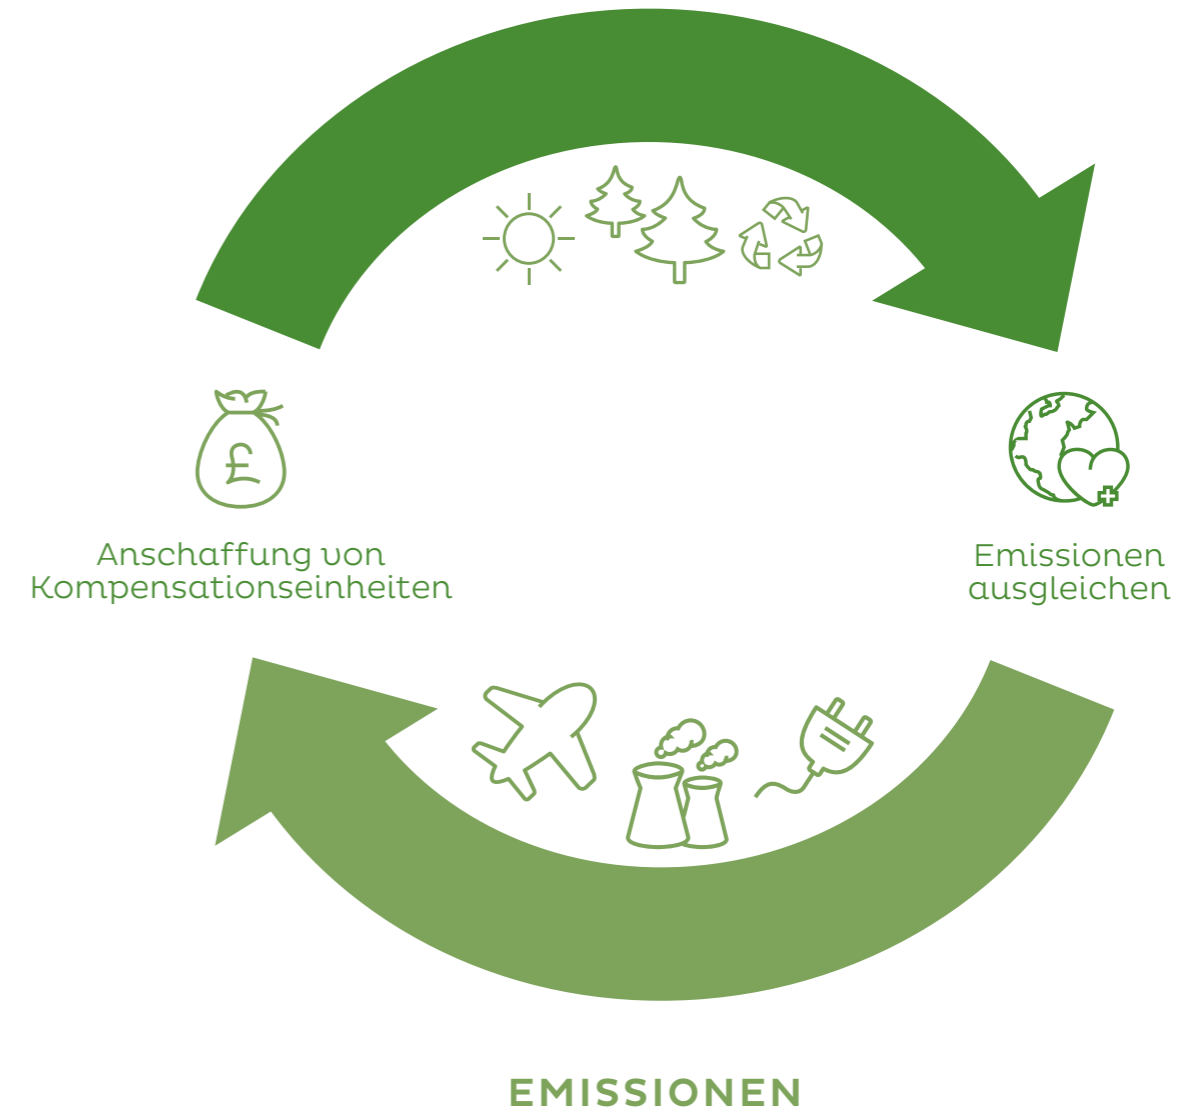 £
Anschaffung von
Kompensationseinheiten
Emissionen
ausgleichen
EMISSIONEN